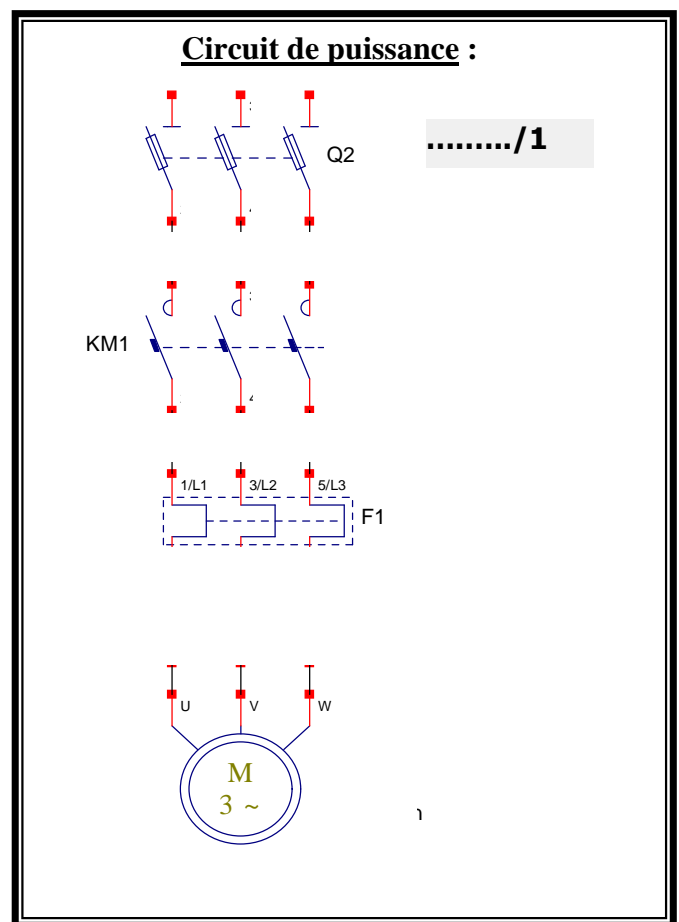 Circuit de puissance :
........./1
Q2
KM1
1/L1 3/L2 5/L3
F1
U V W
M
3 ~